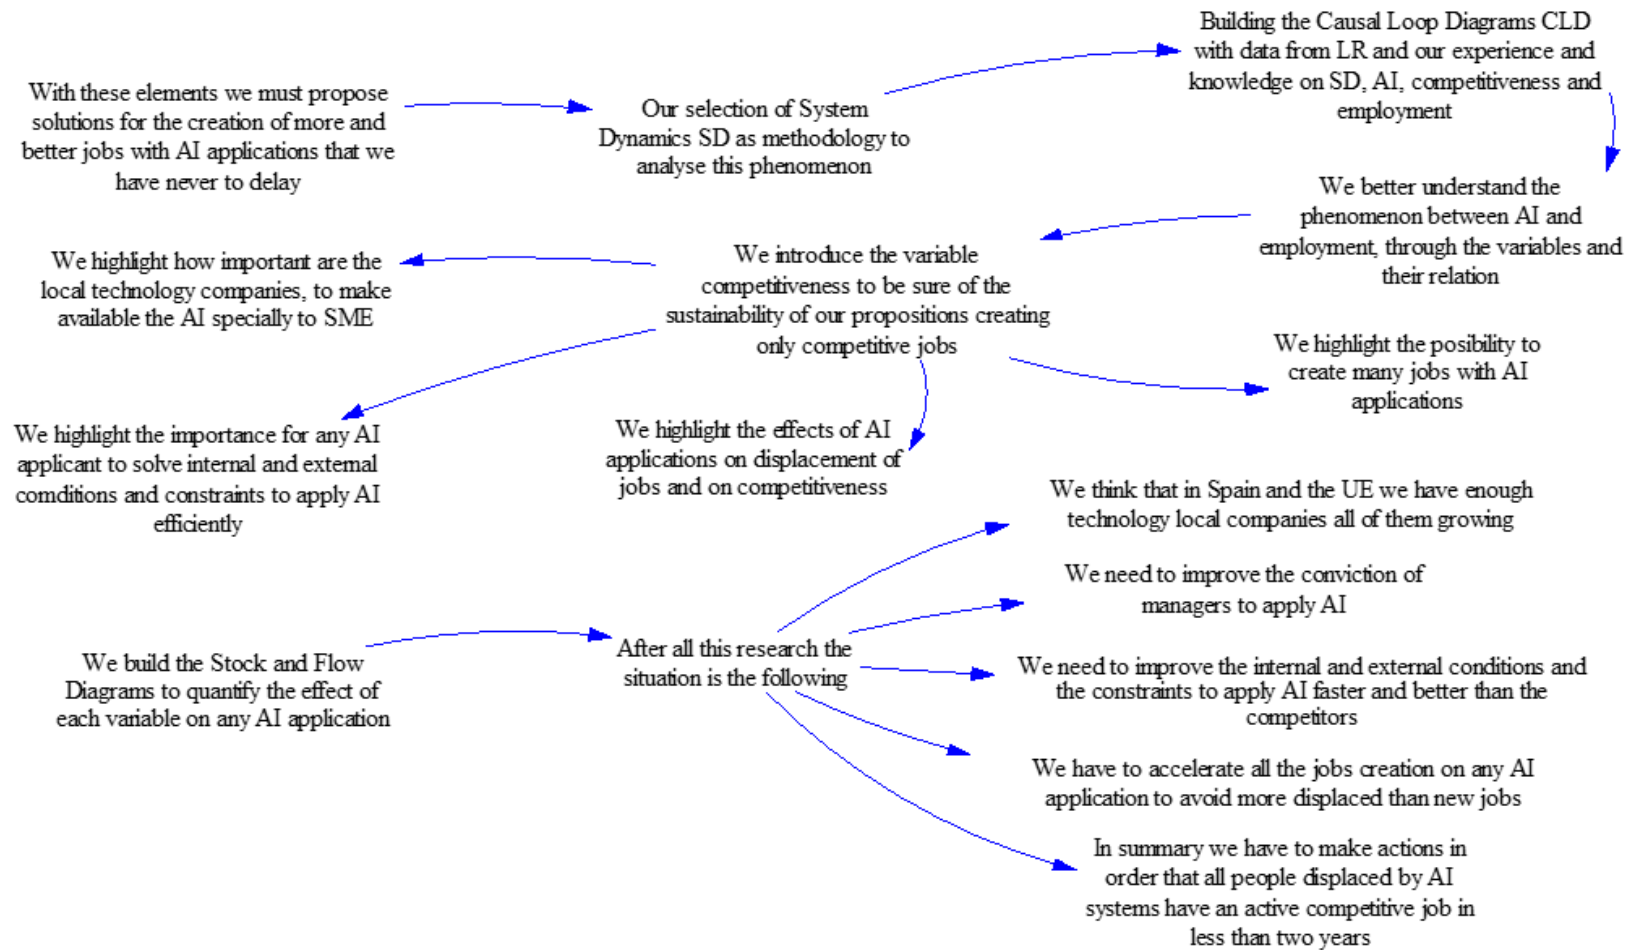 Building the Causal Loop Diagrams CLD
with data from LR and our experience and
knowledge on SD, AI, competitiveness and
employment
With these elements we must propose
solutions for the creation of more and
better jobs with AI applications that we
have never to delay
Our selection of System
Dynamics SD as methodology to
analyse this phenomenon
We better understand the
phenomenon between AI and
employment, through the variables and
their relation
We introduce the variable
competitiveness to be sure of the
sustainability of our propositions creating
only competitive jobs
We highlight how important are the
local technology companies, to make
available the AI specially to SME
We highlight the posibility to
create many jobs with AI
applications
We highlight the importance for any AI
applicant to solve internal and external
comditions and constraints to apply AI
efficiently
We highlight the effects of AI
applications on displacement of
jobs and on competitiveness
We think that in Spain and the UE we have enough
technology local companies all of them growing
We need to improve the conviction of
managers to apply AI
We build the Stock and Flow
Diagrams to quantify the effect of
each variable on any AI application
After all this research the
situation is the following
We need to improve the internal and external conditions and
the constraints to apply AI faster and better than the
competitors
We have to accelerate all the jobs creation on any AI
application to avoid more displaced than new jobs
In summary we have to make actions in
order that all people displaced by AI
systems have an active competitive job in
less than two years